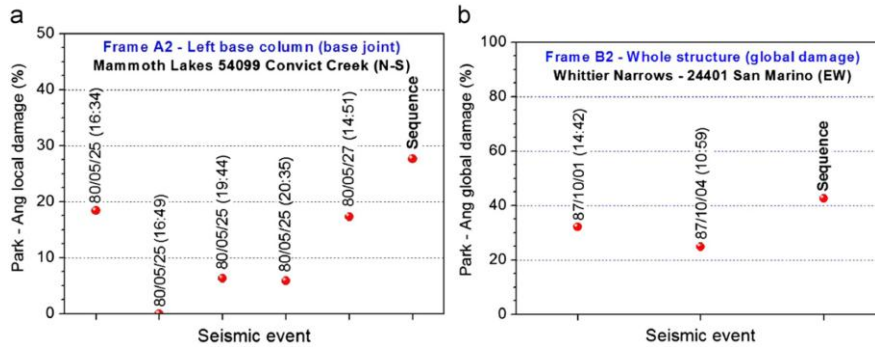 a
Frame A2 - Left base column (base joint)
Mammoth Lakes 54099 Convict Creek (N-S)
Park - Ang local damage (%)
50
40
30
20
10
0
80/05/25 (16:34)
80/05/25 (16:49)
80/05/25 (19:44)
80/05/25 (20:35)
80/05/27 (14:51)
Sequence
Seismic event
b
Frame B2 - Whole structure (global damage)
Whittier Narrows - 24401 San Marino (EW)
Park - Ang global damage (%)
100
80
60
40
20
0
87/10/01 (14:42)
87/10/04 (10:59)
Sequence
Seismic event